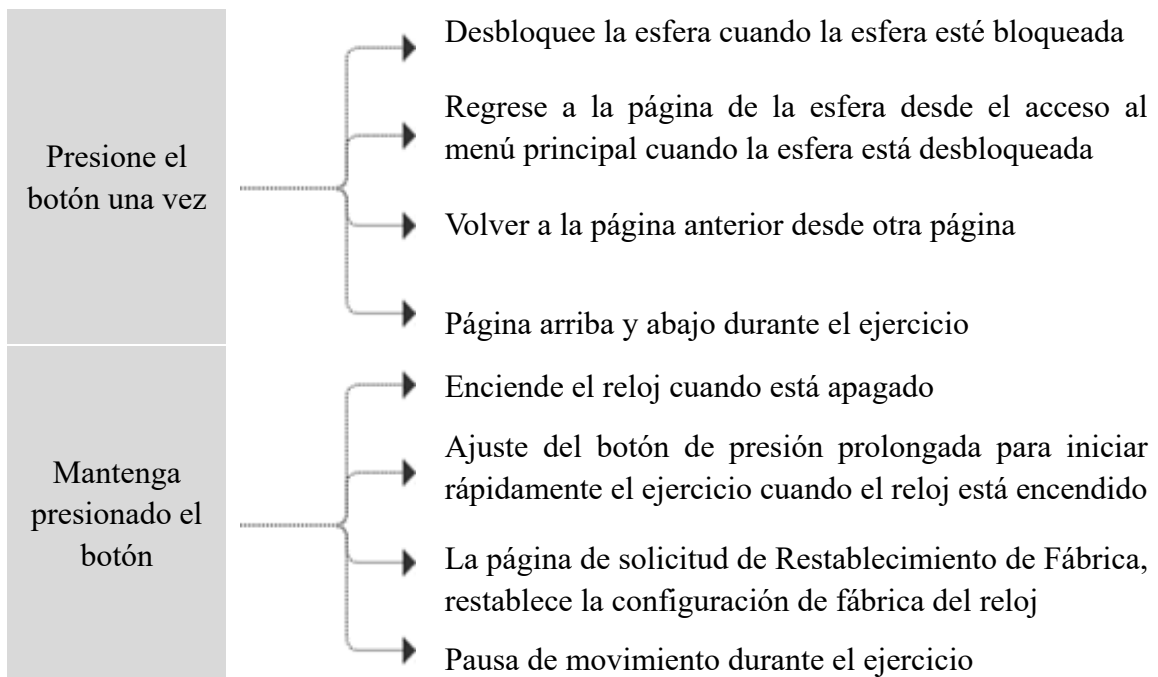 Presione el
botón una vez
Desbloquee la esfera cuando la esfera esté bloqueada
Regrese a la página de la esfera desde el acceso al
menú principal cuando la esfera está desbloqueada
Volver a la página anterior desde otra página
Página arriba y abajo durante el ejercicio
Mantenga
presionado el
botón
Enciende el reloj cuando está apagado
Ajuste del botón de presión prolongada para iniciar
rápidamente el ejercicio cuando el reloj está encendido
La página de solicitud de Restablecimiento de Fábrica,
restablece la configuración de fábrica del reloj
Pausa de movimiento durante el ejercicio